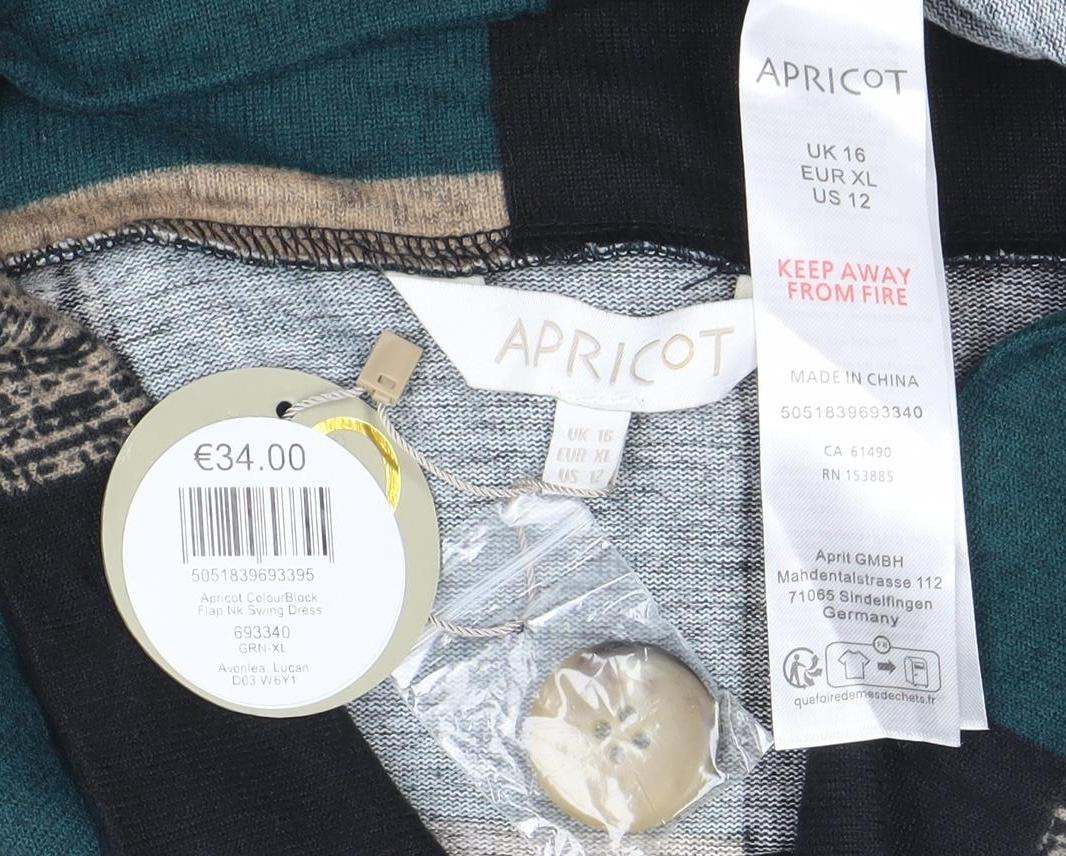 APRICOT
UK 16
EUR XL
US 12
KEEP AWAY
FROM FIRE
MADE IN CHINA
5051839693340
CA 61490
RN 153885
Aprit GMBH
Mahdentalstrasse 112
71065 Sindelfingen
Germany
FR
quefairedemesdechets.fr
APRICOT
UK 16
EUR XL
US 12
€34.00
5051839693395
Apricot ColourBlock
Flap Nk Swing Dress
693340
GRN-XL
Avonlea, Lucan
D03 W6Y1